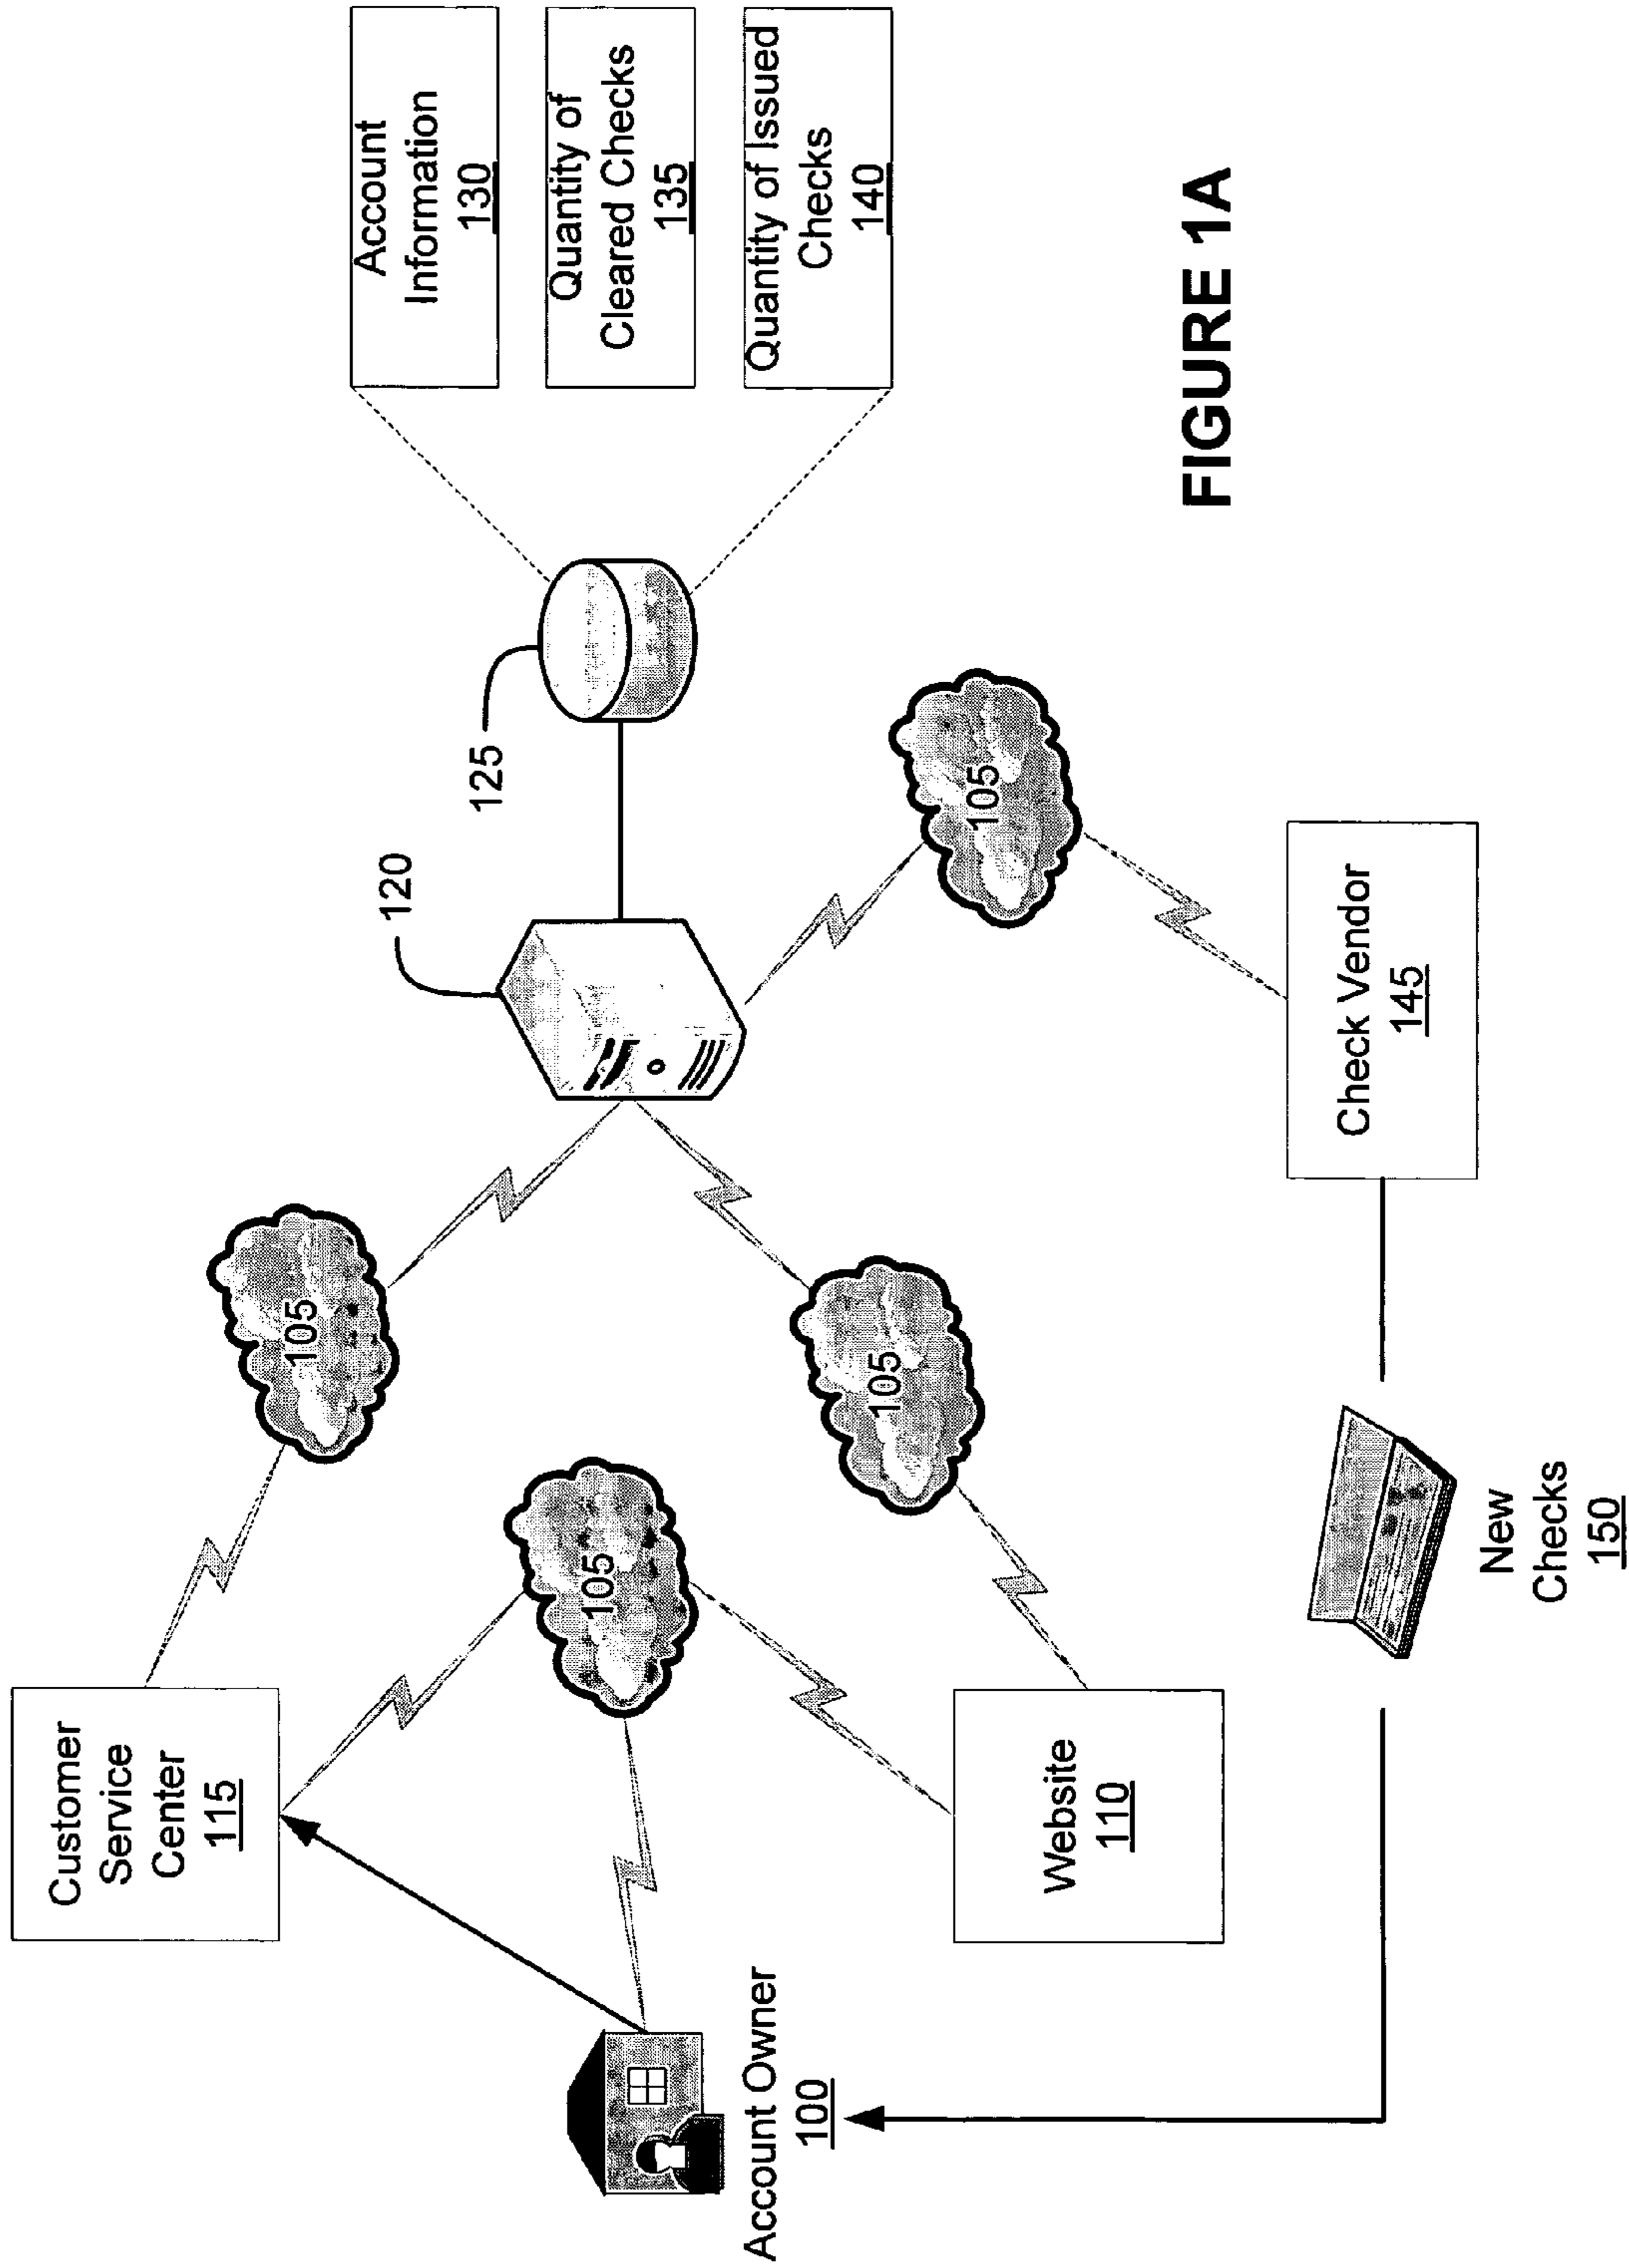 Customer
Service
Center
115
105
105
120
125
Account
Information
130
Quantity of
Cleared Checks
135
Quantity of Issued
Checks
140
Account Owner
100
Website
110
105
105
Check Vendor
145
New
Checks
150
FIGURE 1A